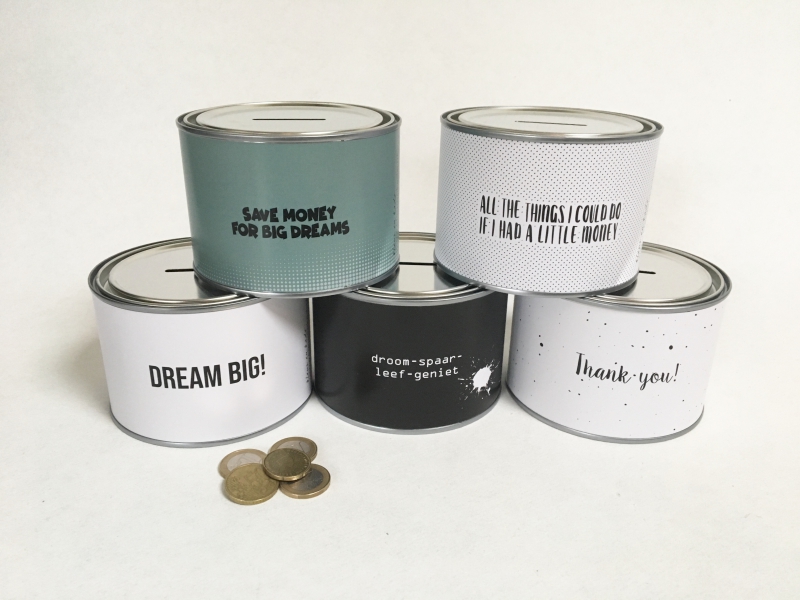 SAVE MONEY
FOR BIG DREAMS
ALL THE THINGS I COULD DO
IF I HAD A LITTLE MONEY
DREAM BIG!
droom-spaar-
leef-geniet
Thank you!